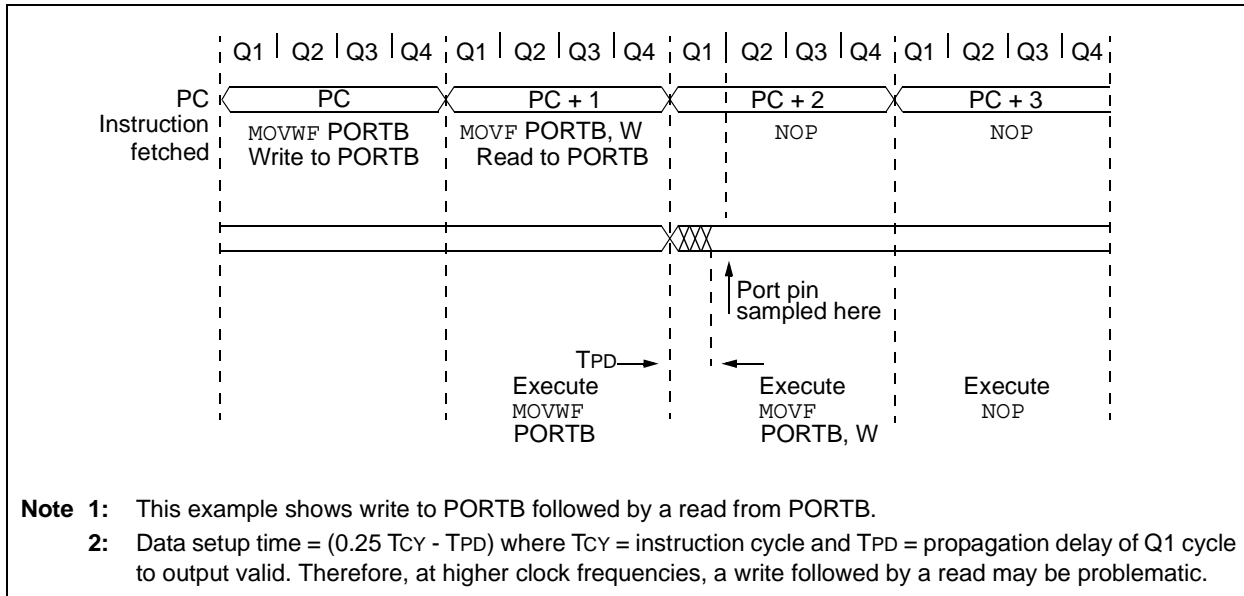 Q1 Q2 Q3 Q4 Q1 Q2 Q3 Q4 Q1 Q2 Q3 Q4 Q1 Q2 Q3 Q4
PC PC PC + 1 PC + 2 PC + 3
Instruction
fetched
MOVWF PORTB MOVF PORTB, W NOP NOP
Write to PORTB Read to PORTB
Port pin
sampled here
TPD
Execute Execute Execute
MOVWF MOVF NOP
PORTB PORTB, W
Note 1: This example shows write to PORTB followed by a read from PORTB.
2: Data setup time = (0.25 TCY - TPD) where TCY = instruction cycle and TPD = propagation delay of Q1 cycle
to output valid. Therefore, at higher clock frequencies, a write followed by a read may be problematic.